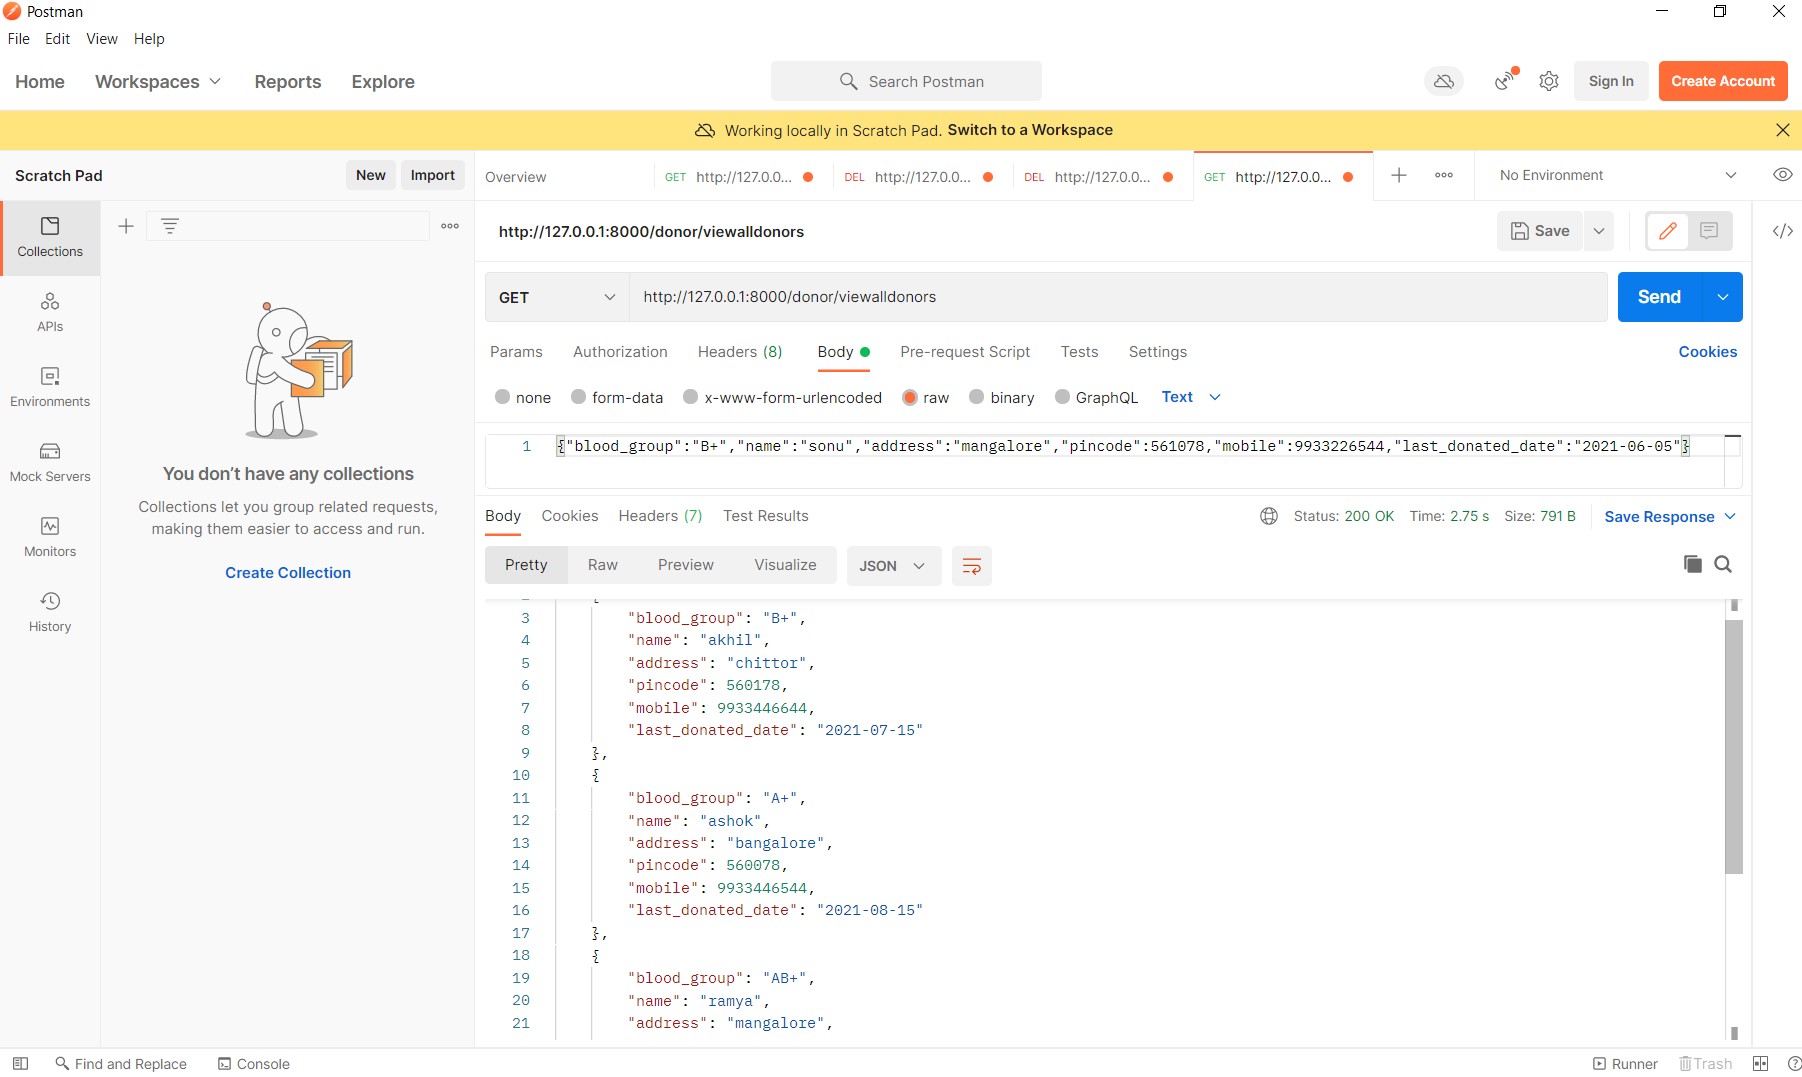 Postman
File Edit View Help
Home Workspaces Reports Explore Search Postman Sign In Create Account
Working locally in Scratch Pad. Switch to a Workspace
Scratch Pad New Import
Overview GET http://127.0.0... DEL http://127.0.0... DEL http://127.0.0... GET http://127.0.0... No Environment
http://127.0.0.1:8000/donor/viewalldonors Save
Collections
APIs
Environments
Mock Servers
Monitors
History
You don’t have any collections
Collections let you group related requests,
making them easier to access and run.
Create Collection
GET http://127.0.0.1:8000/donor/viewalldonors Send
Params Authorization Headers (8) Body Pre-request Script Tests Settings Cookies
none form-data x-www-form-urlencoded raw binary GraphQL Text
1 {"blood_group":"B+","name":"sonu","address":"mangalore","pincode":561078,"mobile":9933226544,"last_donated_date":"2021-06-05"}
Body Cookies Headers (7) Test Results Status: 200 OK Time: 2.75 s Size: 791 B Save Response
Pretty Raw Preview Visualize JSON
3 "blood_group": "B+",
4 "name": "akhil",
5 "address": "chittor",
6 "pincode": 560178,
7 "mobile": 9933446644,
8 "last_donated_date": "2021-07-15"
9 },
10 {
11 "blood_group": "A+",
12 "name": "ashok",
13 "address": "bangalore",
14 "pincode": 560078,
15 "mobile": 9933446544,
16 "last_donated_date": "2021-08-15"
17 },
18 {
19 "blood_group": "AB+",
20 "name": "ramya",
21 "address": "mangalore",
Find and Replace Console Runner Trash